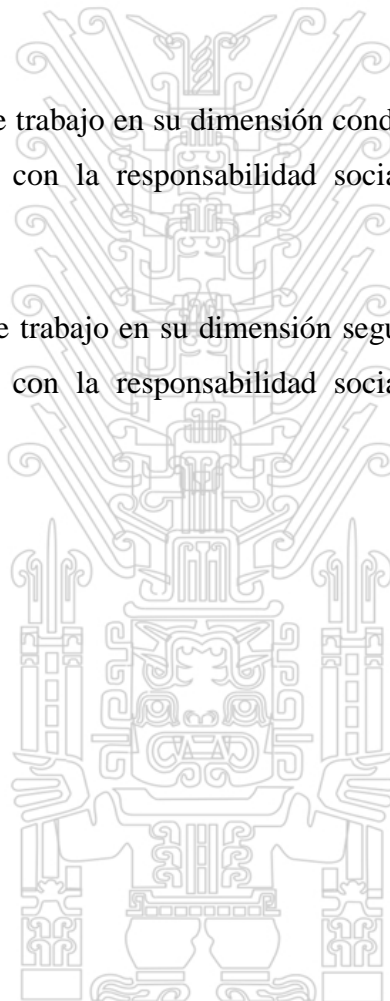 e trabajo en su dimensión cond
con la responsabilidad socia
e trabajo en su dimensión segu
con la responsabilidad socia